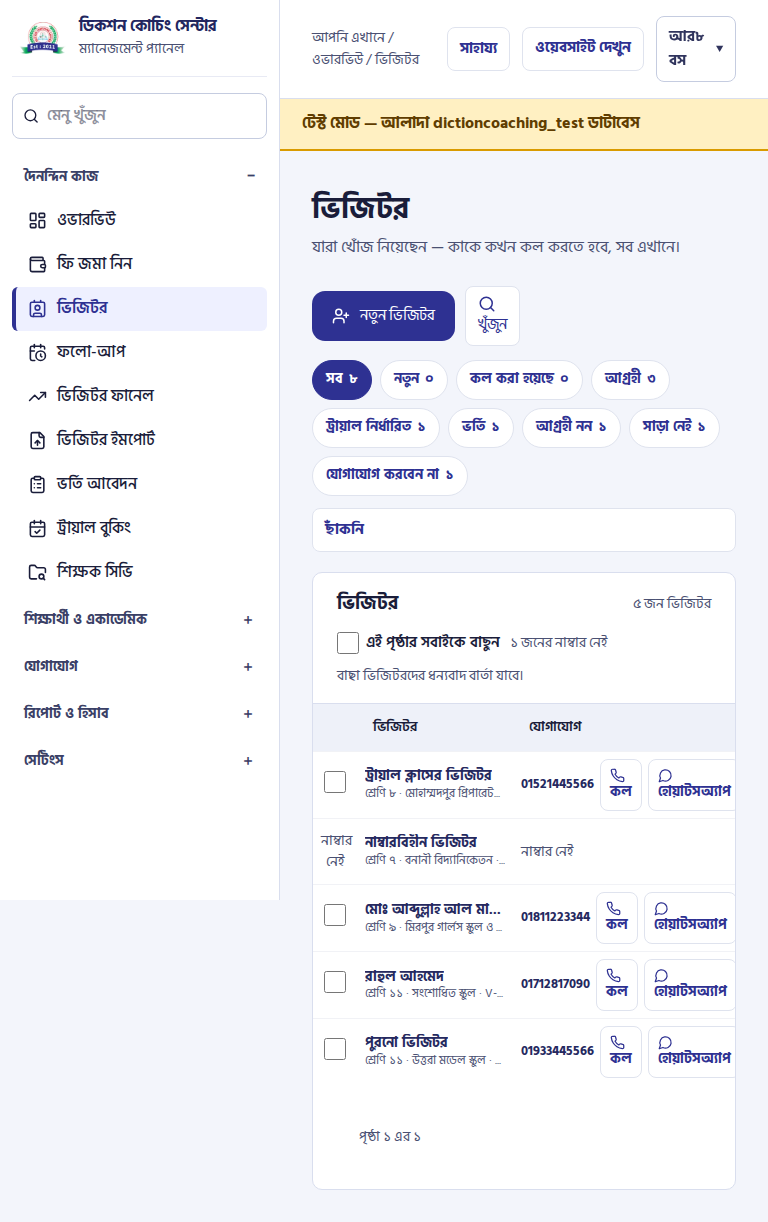 ডিকশন কোচিং সেন্টার
ম্যানেজমেন্ট প্যানেল
মেনু খুঁজুন
দৈনন্দিন কাজ −
ওভারভিউ
ফি জমা নিন
ভিজিটর
ফলো-আপ
ভিজিটর ফানেল
ভিজিটর ইমপোর্ট
ভর্তি আবেদন
ট্রায়াল বুকিং
শিক্ষক সিভি
শিক্ষার্থী ও একাডেমিক +
যোগাযোগ +
রিপোর্ট ও হিসাব +
সেটিংস +
আপনি এখানে /
ওভারভিউ / ভিজিটর
সাহায্য
ওয়েবসাইট দেখুন
আর৮
বস
টেস্ট মোড — আলাদা dictioncoaching_test ডাটাবেস
ভিজিটর
যারা খোঁজ নিয়েছেন — কাকে কখন কল করতে হবে, সব এখানে।
নতুন ভিজিটর
খুঁজুন
সব ৮
নতুন ০
কল করা হয়েছে ০
আগ্রহী ৩
ট্রায়াল নির্ধারিত ১
ভর্তি ১
আগ্রহী নন ১
সাড়া নেই ১
যোগাযোগ করবেন না ১
ছাঁকনি
ভিজিটর
৫ জন ভিজিটর
এই পৃষ্ঠার সবাইকে বাছুন ১ জনের নাম্বার নেই
বাছা ভিজিটরদের ধন্যবাদ বার্তা যাবে।
ভিজিটর যোগাযোগ
ট্রায়াল ক্লাসের ভিজিটর
শ্রেণি ৮ · মোহাম্মদপুর প্রিপারেট...
01521445566
কল
হোয়াটসঅ্যাপ
নাম্বার
নেই
নাম্বারবিহীন ভিজিটর
শ্রেণি ৭ · বনানী বিদ্যানিকেতন ·...
নাম্বার নেই
মোঃ আব্দুল্লাহ আল মা...
শ্রেণি ৯ · মিরপুর গার্লস স্কুল ও ...
01811223344
কল
হোয়াটসঅ্যাপ
রাহুল আহমেদ
শ্রেণি ১১ · সংশোধিত স্কুল · V-...
01712817090
কল
হোয়াটসঅ্যাপ
পুরনো ভিজিটর
শ্রেণি ১১ · উত্তরা মডেল স্কুল · ...
01933445566
কল
হোয়াটসঅ্যাপ
পৃষ্ঠা ১ এর ১